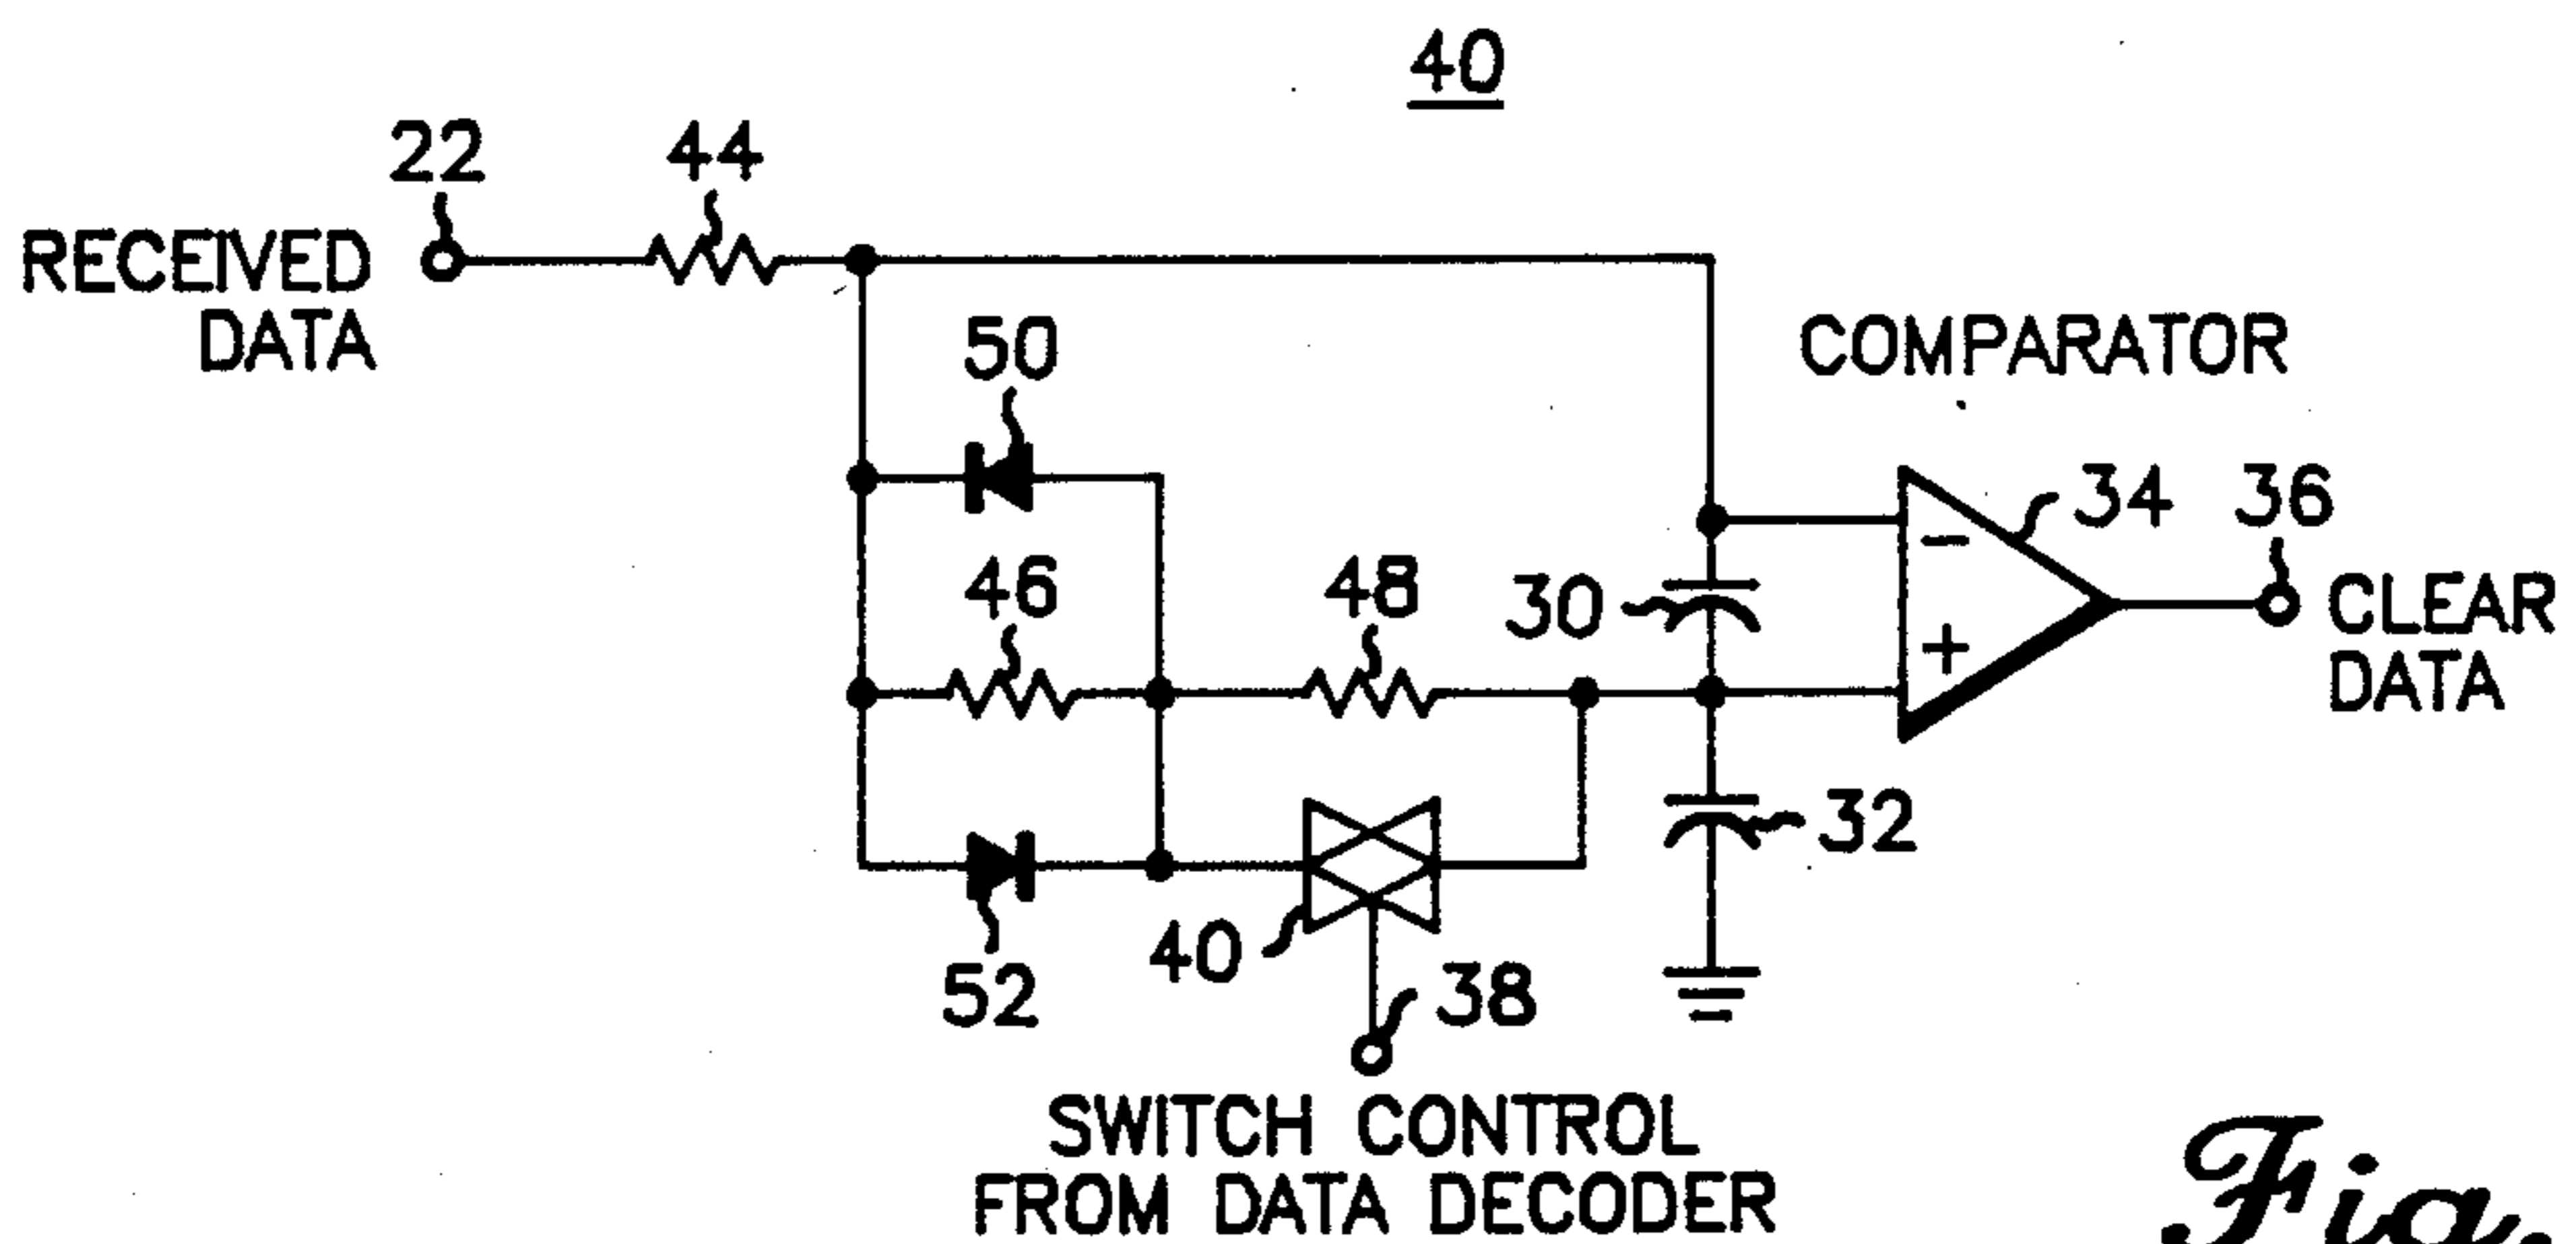 40
22
44
RECEIVED
DATA
50
COMPARATOR
34
36
46
48
30
−
+
CLEAR
DATA
32
52
40
38
SWITCH CONTROL
FROM DATA DECODER
Fig.